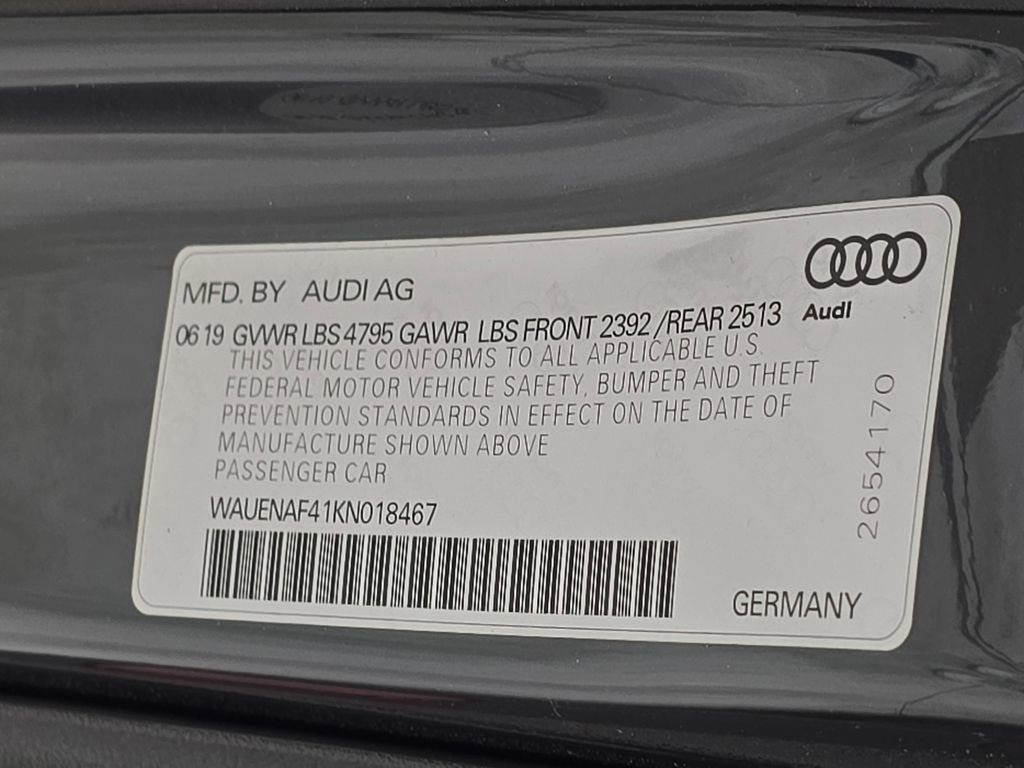 MFD. BY AUDI AG
Audi
06 19 GVWR LBS 4795 GAWR LBS FRONT 2392 /REAR 2513
THIS VEHICLE CONFORMS TO ALL APPLICABLE U.S.
FEDERAL MOTOR VEHICLE SAFETY, BUMPER AND THEFT
PREVENTION STANDARDS IN EFFECT ON THE DATE OF
MANUFACTURE SHOWN ABOVE
PASSENGER CAR
WAUENAF41KN018467
GERMANY
2654170